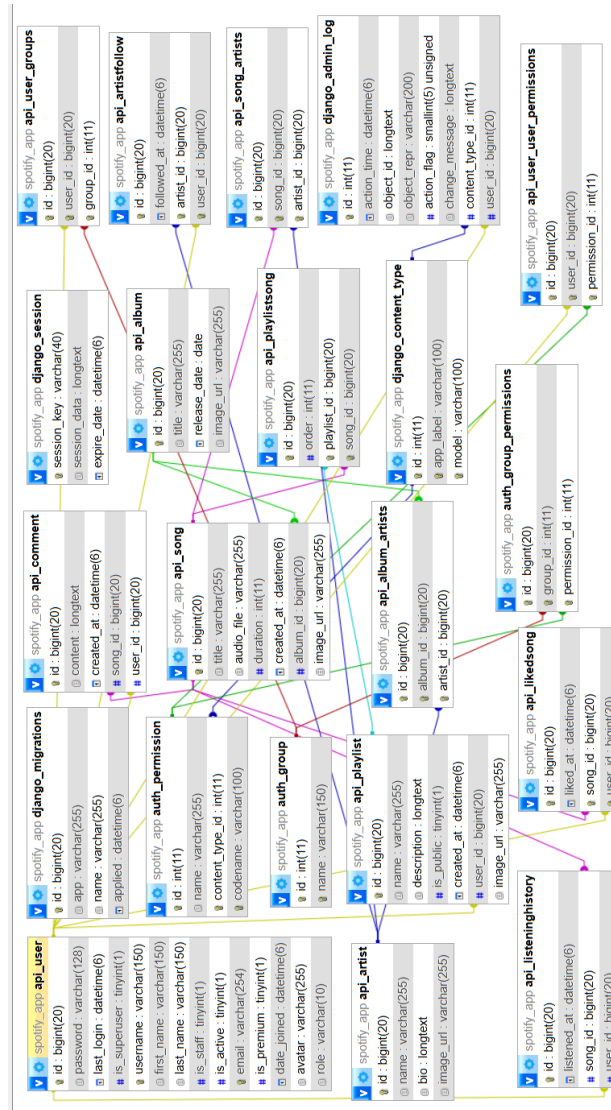 spotify_app api_user
id : bigint(20)
password : varchar(128)
last_login : datetime(6)
is_superuser : tinyint(1)
username : varchar(150)
first_name : varchar(150)
last_name : varchar(150)
is_staff : tinyint(1)
is_active : tinyint(1)
email : varchar(254)
is_premium : tinyint(1)
date_joined : datetime(6)
avatar : varchar(255)
role : varchar(10)
spotify_app django_migrations
id : bigint(20)
app : varchar(255)
name : varchar(255)
applied : datetime(6)
spotify_app api_comment
id : bigint(20)
content : longtext
created_at : datetime(6)
song_id : bigint(20)
user_id : bigint(20)
spotify_app django_session
session_key : varchar(40)
session_data : longtext
expire_date : datetime(6)
spotify_app api_user_groups
id : bigint(20)
user_id : bigint(20)
group_id : int(11)
spotify_app auth_permission
id : int(11)
name : varchar(255)
content_type_id : int(11)
codename : varchar(100)
spotify_app api_song
id : bigint(20)
title : varchar(255)
audio_file : varchar(255)
duration : int(11)
created_at : datetime(6)
album_id : bigint(20)
image_url : varchar(255)
spotify_app api_album
id : bigint(20)
title : varchar(255)
release_date : date
image_url : varchar(255)
spotify_app api_artistfollow
id : bigint(20)
followed_at : datetime(6)
artist_id : bigint(20)
user_id : bigint(20)
spotify_app auth_group
id : int(11)
name : varchar(150)
spotify_app api_playlistsong
id : bigint(20)
order : int(11)
playlist_id : bigint(20)
song_id : bigint(20)
spotify_app api_song_artists
id : bigint(20)
song_id : bigint(20)
artist_id : bigint(20)
spotify_app api_artist
id : bigint(20)
name : varchar(255)
bio : longtext
image_url : varchar(255)
spotify_app api_playlist
id : bigint(20)
name : varchar(255)
description : longtext
is_public : tinyint(1)
created_at : datetime(6)
user_id : bigint(20)
image_url : varchar(255)
spotify_app api_album_artists
id : bigint(20)
album_id : bigint(20)
artist_id : bigint(20)
spotify_app django_content_type
id : int(11)
app_label : varchar(100)
model : varchar(100)
spotify_app django_admin_log
id : int(11)
action_time : datetime(6)
object_id : longtext
object_repr : varchar(200)
action_flag : smallint(5) unsigned
change_message : longtext
content_type_id : int(11)
user_id : bigint(20)
spotify_app api_listeninghistory
id : bigint(20)
listened_at : datetime(6)
song_id : bigint(20)
user_id : bigint(20)
spotify_app api_likedsong
id : bigint(20)
liked_at : datetime(6)
song_id : bigint(20)
user_id : bigint(20)
spotify_app auth_group_permissions
id : bigint(20)
group_id : int(11)
permission_id : int(11)
spotify_app api_user_user_permissions
id : bigint(20)
user_id : bigint(20)
permission_id : int(11)